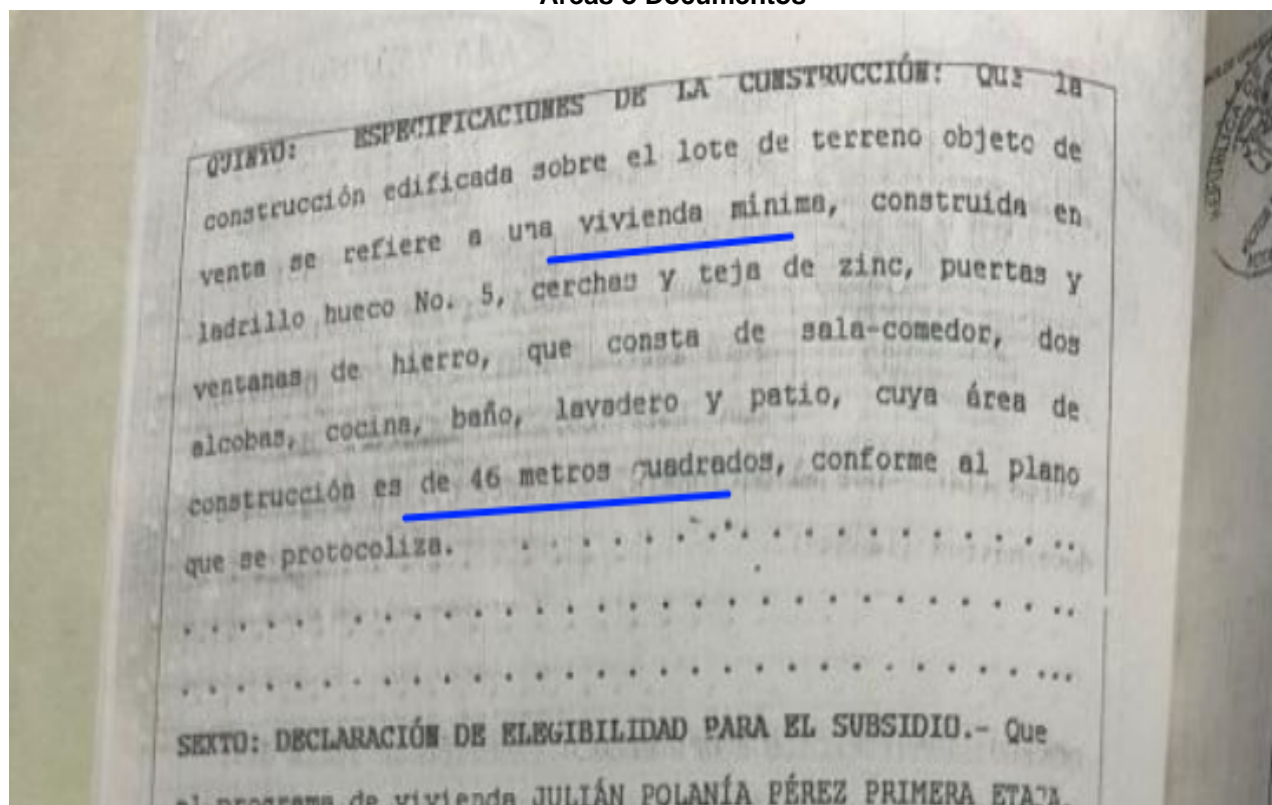 Áreas o Documentos
QUINTO: ESPECIFICACIONES DE LA CONSTRUCCIÓN: Que la
construcción edificada sobre el lote de terreno objeto de
venta se refiere a una vivienda mínima, construida en
ladrillo hueco No. 5, cerchas y teja de zinc, puertas y
ventanas de hierro, que consta de sala-comedor, dos
alcobas, cocina, baño, lavadero y patio, cuya área de
construcción es de 46 metros cuadrados, conforme al plano
que se protocoliza. . . . . . . . . . . . . . . . . . . .
. . . . . . . . . . . . . . . . . . . . . . . . . . . . ..
. . . . . . . . . . . . . . . . . . . . . . . . . . . ...
SEXTO: DECLARACIÓN DE ELEGIBILIDAD PARA EL SUBSIDIO.- Que
el programa de vivienda JULIÁN POLANÍA PÉREZ PRIMERA ETAPA